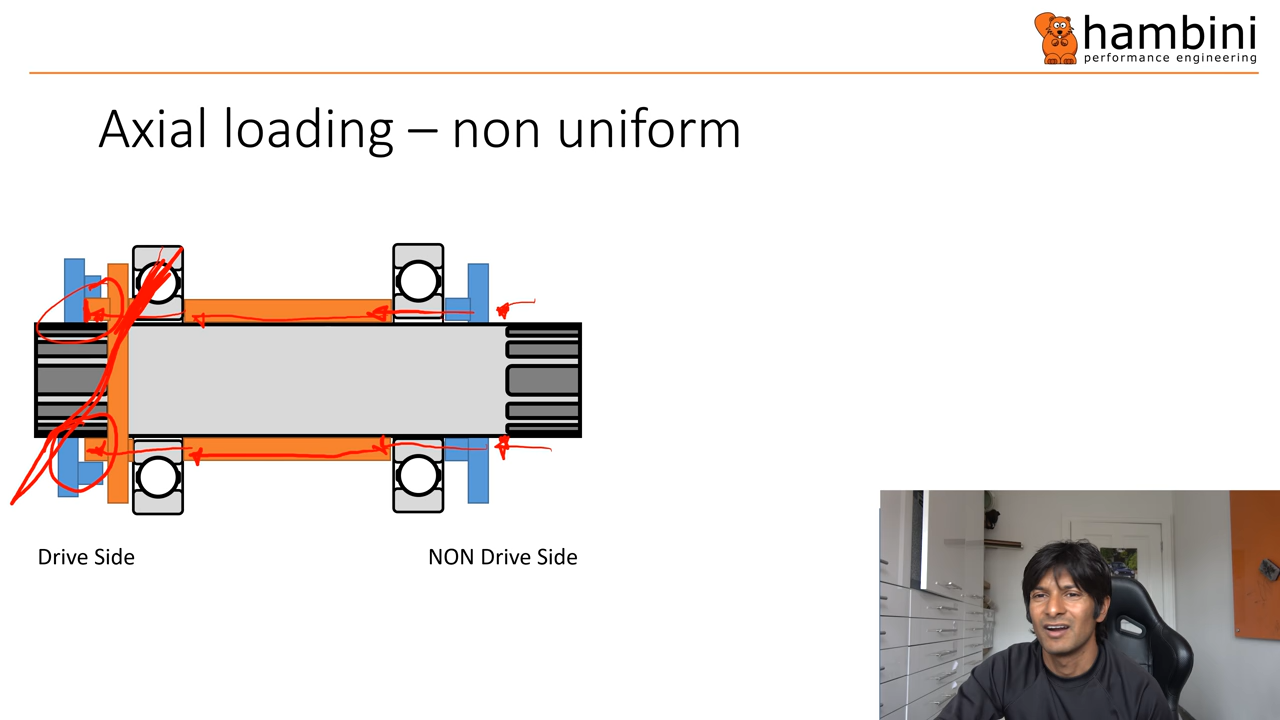 hambini
performance engineering
Axial loading – non uniform
Drive Side
NON Drive Side